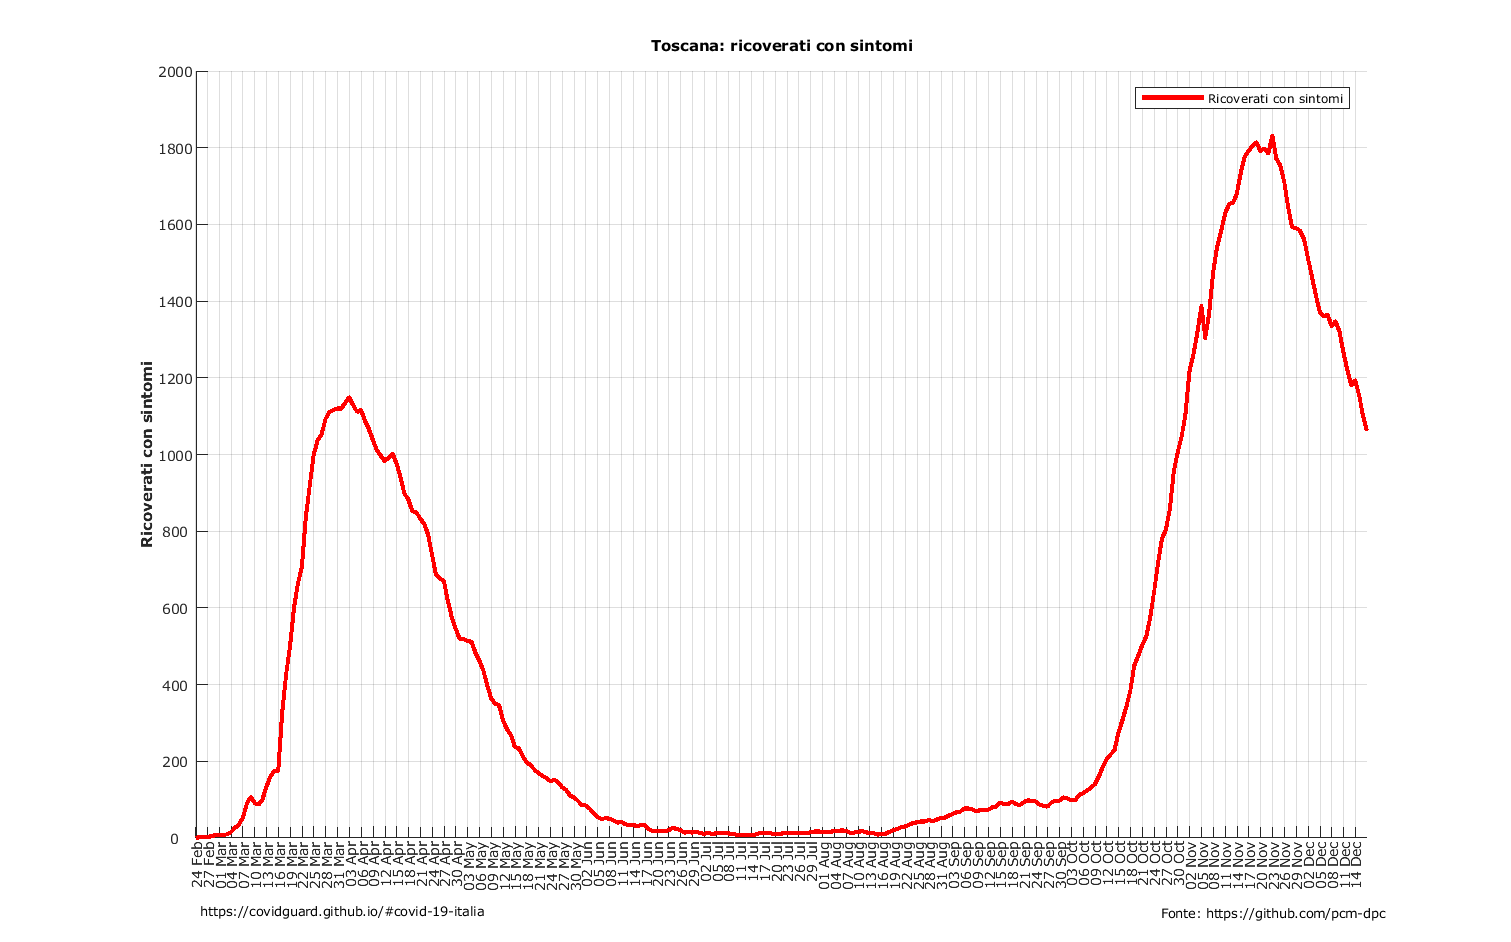 Toscana: ricoverati con sintomi
Ricoverati con sintomi
Ricoverati con sintomi
2000
1800
1600
1400
1200
1000
800
600
400
200
0
24 Feb
27 Feb
01 Mar
04 Mar
07 Mar
10 Mar
13 Mar
16 Mar
19 Mar
22 Mar
25 Mar
28 Mar
31 Mar
03 Apr
06 Apr
09 Apr
12 Apr
15 Apr
18 Apr
21 Apr
24 Apr
27 Apr
30 Apr
03 May
06 May
09 May
12 May
15 May
18 May
21 May
24 May
27 May
30 May
02 Jun
05 Jun
08 Jun
11 Jun
14 Jun
17 Jun
20 Jun
23 Jun
26 Jun
29 Jun
02 Jul
05 Jul
08 Jul
11 Jul
14 Jul
17 Jul
20 Jul
23 Jul
26 Jul
29 Jul
01 Aug
04 Aug
07 Aug
10 Aug
13 Aug
16 Aug
19 Aug
22 Aug
25 Aug
28 Aug
31 Aug
03 Sep
06 Sep
09 Sep
12 Sep
15 Sep
18 Sep
21 Sep
24 Sep
27 Sep
30 Sep
03 Oct
06 Oct
09 Oct
12 Oct
15 Oct
18 Oct
21 Oct
24 Oct
27 Oct
30 Oct
02 Nov
05 Nov
08 Nov
11 Nov
14 Nov
17 Nov
20 Nov
23 Nov
26 Nov
29 Nov
02 Dec
05 Dec
08 Dec
11 Dec
14 Dec
https://covidguard.github.io/#covid-19-italia
Fonte: https://github.com/pcm-dpc